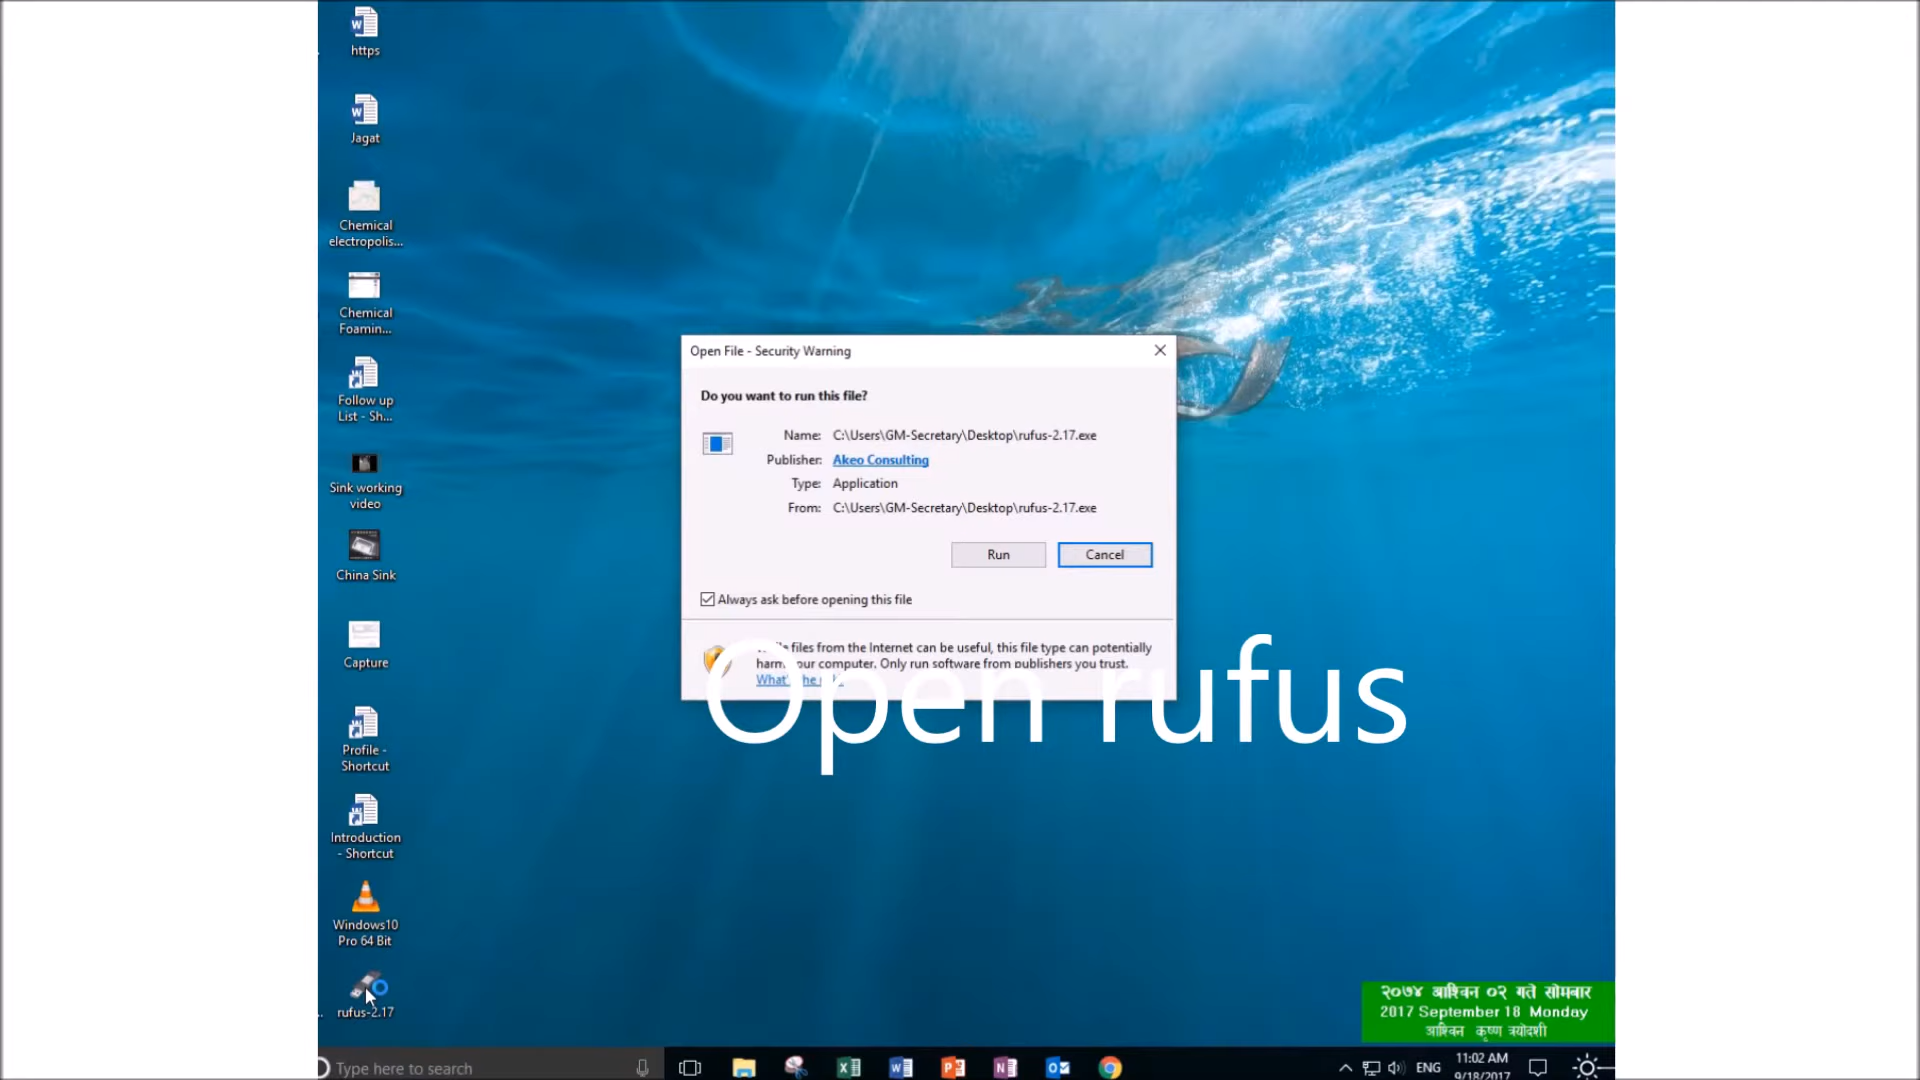 https
Jagat
Chemical
electropolis...
Chemical
Foamin...
Follow up
List - Sh...
Sink working
video
China Sink
Capture
Profile -
Shortcut
Introduction
- Shortcut
Windows10
Pro 64 Bit
rufus-2.17
Open File - Security Warning
Do you want to run this file?
Name: C:\Users\GM-Secretary\Desktop\rufus-2.17.exe
Publisher: Akeo Consulting
Type: Application
From: C:\Users\GM-Secretary\Desktop\rufus-2.17.exe
Run Cancel
Always ask before opening this file
files from the Internet can be useful, this file type can potentially
your computer. Only run software from publishers you trust.
What's the
Open rufus
२०७४ आश्विन ०२ गते सोमबार
2017 September 18 Monday
आश्विन कृष्ण त्रयोदशी
Type here to search
ENG
11:02 AM
9/18/2017